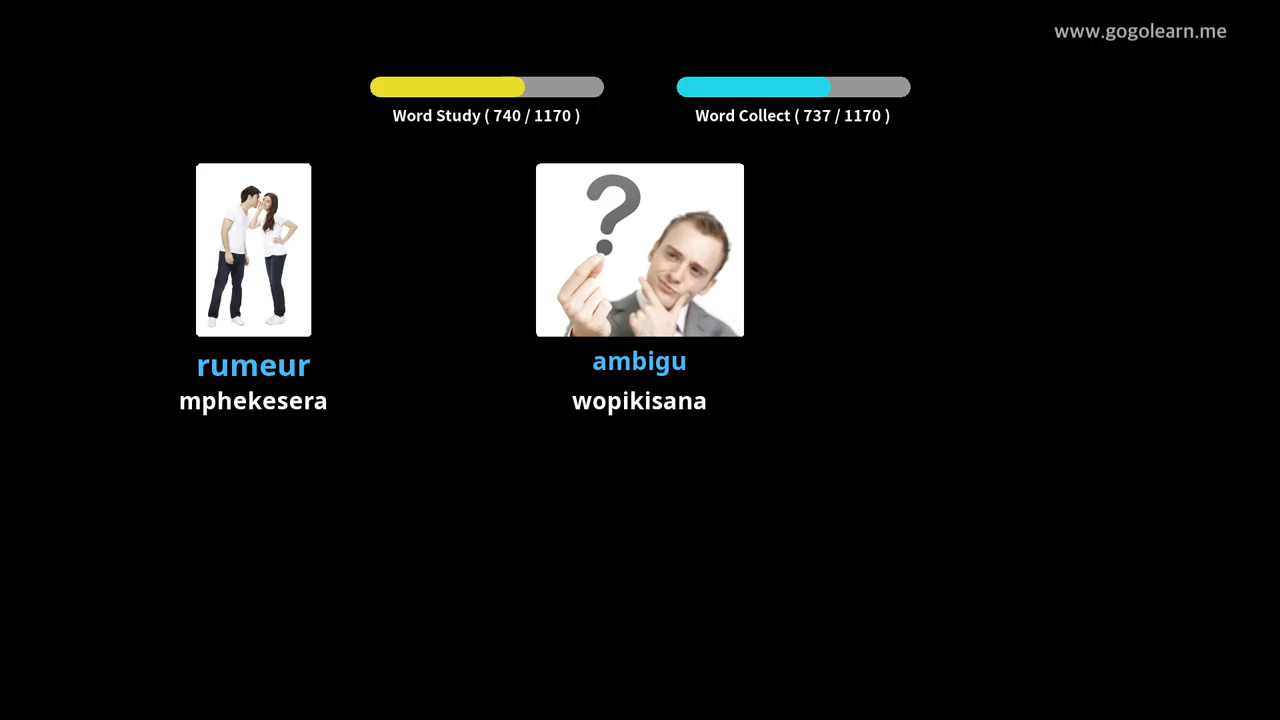 www.gogolearn.me
Word Study ( 740 / 1170 )
Word Collect ( 737 / 1170 )
rumeur
mphekesera
ambigu
wopikisana